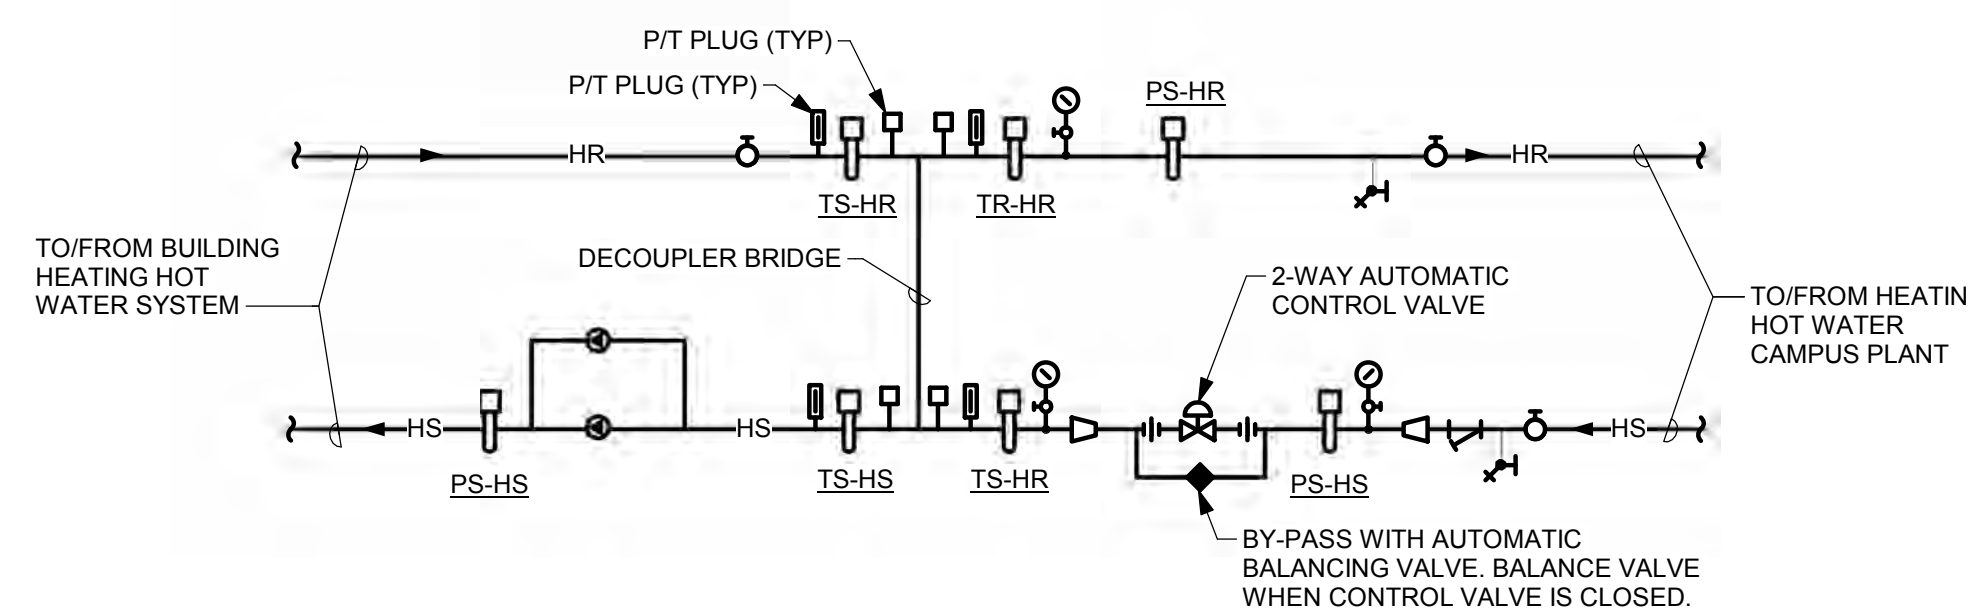 P/T PLUG (TYP)
P/T PLUG (TYP)
PS-HR
HR
HR
TS-HR
TR-HR
TO/FROM BUILDING
HEATING HOT
WATER SYSTEM
DECOUPLER BRIDGE
2-WAY AUTOMATIC
CONTROL VALVE
TO/FROM HEATIN
HOT WATER
CAMPUS PLANT
HS
HS
HS
PS-HS
TS-HS
TS-HR
PS-HS
BY-PASS WITH AUTOMATIC
BALANCING VALVE. BALANCE VALVE
WHEN CONTROL VALVE IS CLOSED.